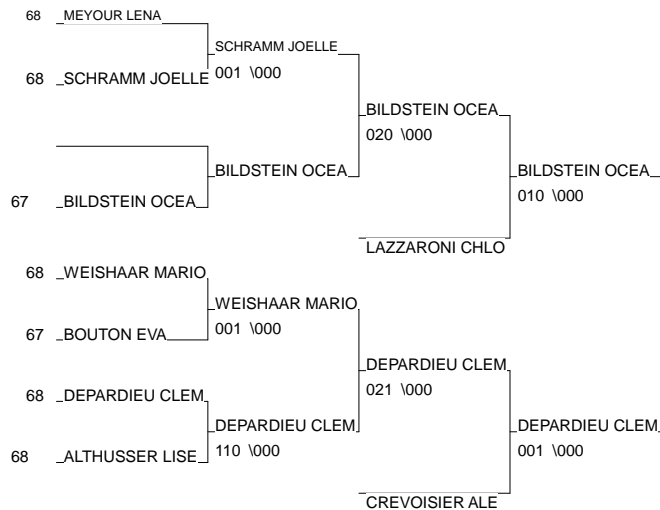 68 MEYOUR LENA
SCHRAMM JOELLE
001 \000
68 SCHRAMM JOELLE
BILDSTEIN OCEA
020 \000
BILDSTEIN OCEA
BILDSTEIN OCEA
010 \000
67 BILDSTEIN OCEA
LAZZARONI CHLO
68 WEISHAAR MARIO
WEISHAAR MARIO
001 \000
67 BOUTON EVA
DEPARDIEU CLEM
021 \000
68 DEPARDIEU CLEM
DEPARDIEU CLEM
110 \000
DEPARDIEU CLEM
001 \000
68 ALTHUSSER LISE
CREVOISIER ALE